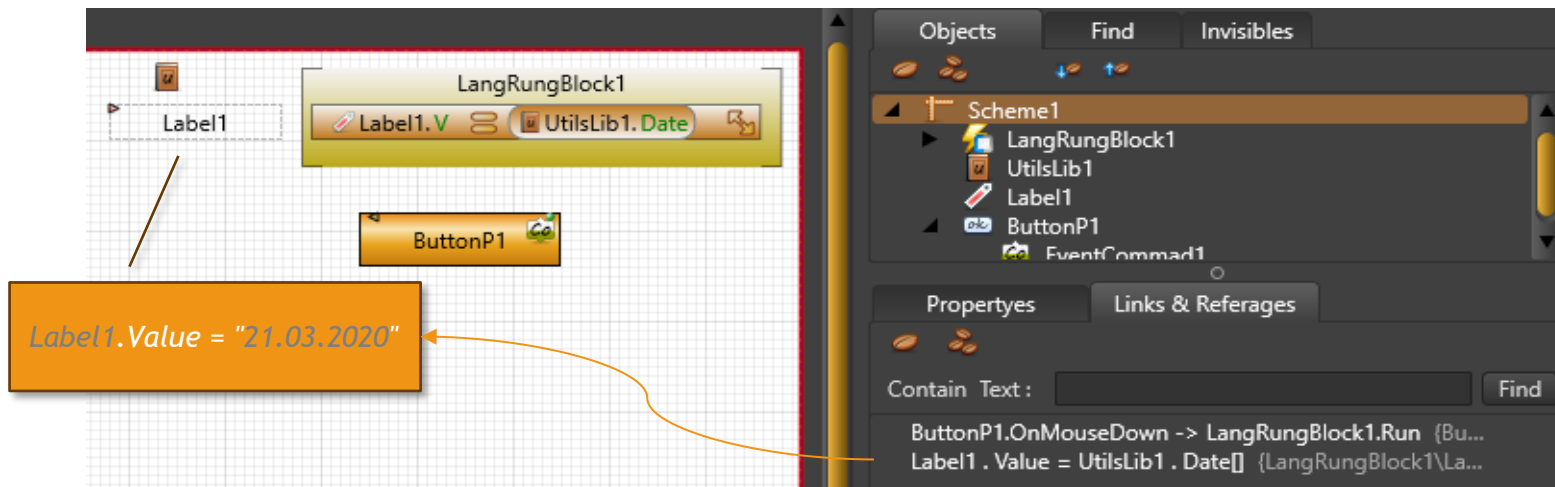 Label1
LangRungBlock1
Label1.V UtilsLib1.Date
ButtonP1
Label1.Value = "21.03.2020"
Objects Find Invisibles
Scheme1
LangRungBlock1
UtilsLib1
Label1
ButtonP1
EventCommad1
Propertyes Links & Referages
Contain Text : Find
ButtonP1.OnMouseDown -> LangRungBlock1.Run {Bu...
Label1 . Value = UtilsLib1 . Date[] {LangRungBlock1\La...